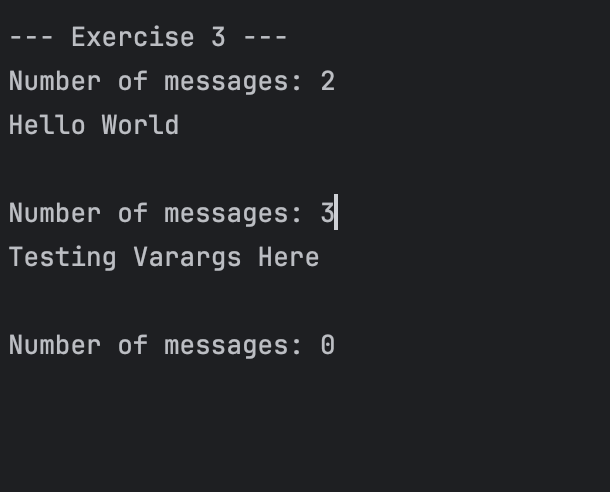 --- Exercise 3 ---
Number of messages: 2
Hello World
Number of messages: 3
Testing Varargs Here
Number of messages: 0